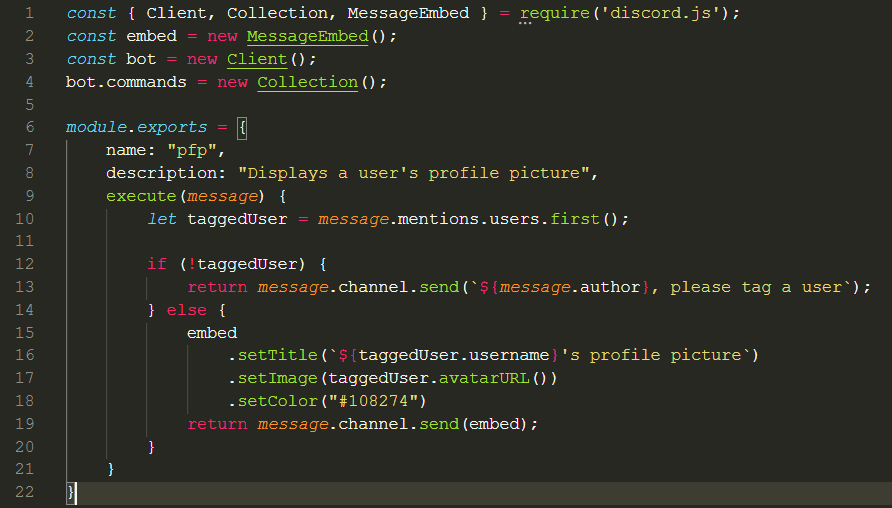 1 const { Client, Collection, MessageEmbed } = require('discord.js');
2 const embed = new MessageEmbed();
3 const bot = new Client();
4 bot.commands = new Collection();
5
6 module.exports = {
7     name: "pfp",
8     description: "Displays a user's profile picture",
9     execute(message) {
10         let taggedUser = message.mentions.users.first();
11
12         if (!taggedUser) {
13             return message.channel.send(`${message.author}, please tag a user`);
14         } else {
15             embed
16                 .setTitle(`${taggedUser.username}'s profile picture`)
17                 .setImage(taggedUser.avatarURL())
18                 .setColor("#108274")
19             return message.channel.send(embed);
20         }
21     }
22 }